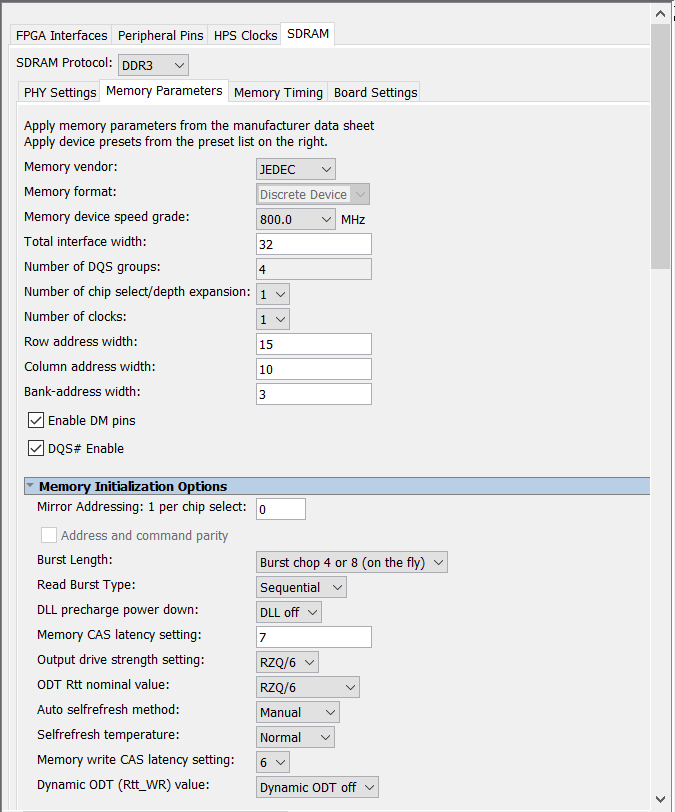 FPGA Interfaces Peripheral Pins HPS Clocks SDRAM
SDRAM Protocol: DDR3
PHY Settings Memory Parameters Memory Timing Board Settings
Apply memory parameters from the manufacturer data sheet
Apply device presets from the preset list on the right.
Memory vendor: JEDEC
Memory format: Discrete Device
Memory device speed grade: 800.0 MHz
Total interface width: 32
Number of DQS groups: 4
Number of chip select/depth expansion: 1
Number of clocks: 1
Row address width: 15
Column address width: 10
Bank-address width: 3
Enable DM pins
DQS# Enable
Memory Initialization Options
Mirror Addressing: 1 per chip select: 0
Address and command parity
Burst Length: Burst chop 4 or 8 (on the fly)
Read Burst Type: Sequential
DLL precharge power down: DLL off
Memory CAS latency setting: 7
Output drive strength setting: RZQ/6
ODT Rtt nominal value: RZQ/6
Auto selfrefresh method: Manual
Selfrefresh temperature: Normal
Memory write CAS latency setting: 6
Dynamic ODT (Rtt_WR) value: Dynamic ODT off